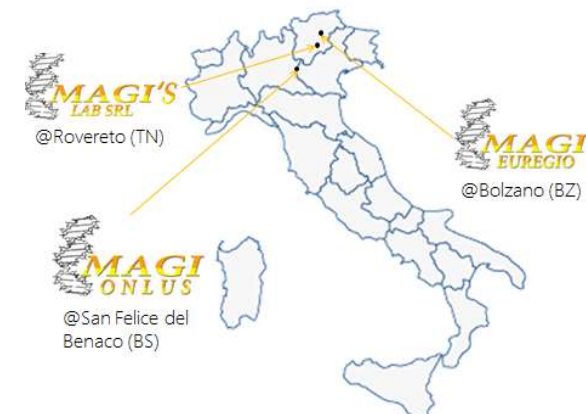 MAGI'S
LAB SRL
@Rovereto (TN)
MAGI
EUREGIO
@Bolzano (BZ)
MAGI
ONLUS
@San Felice del
Benaco (BS)